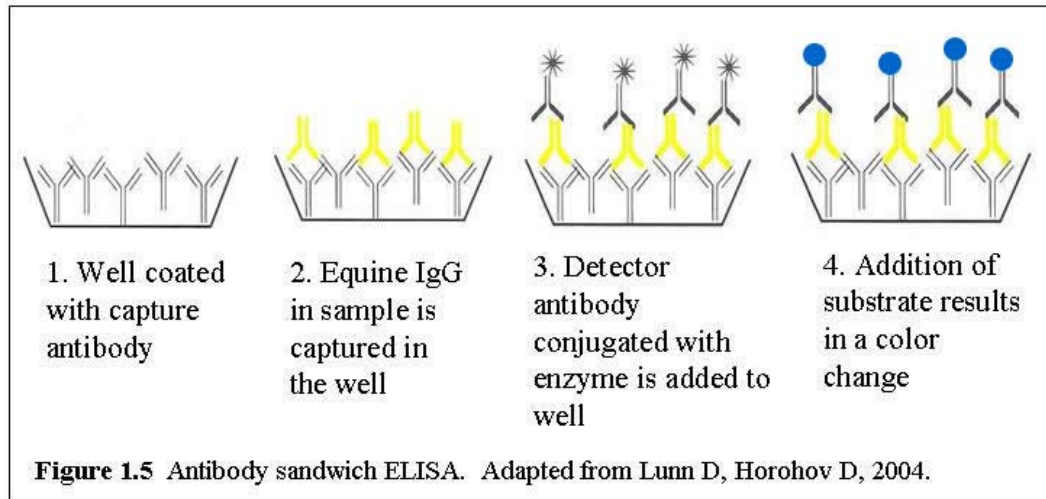 1. Well coated
with capture
antibody
2. Equine IgG
in sample is
captured in
the well
3. Detector
antibody
conjugated with
enzyme is added to
well
4. Addition of
substrate results
in a color
change
Figure 1.5 Antibody sandwich ELISA. Adapted from Lunn D, Horohov D, 2004.